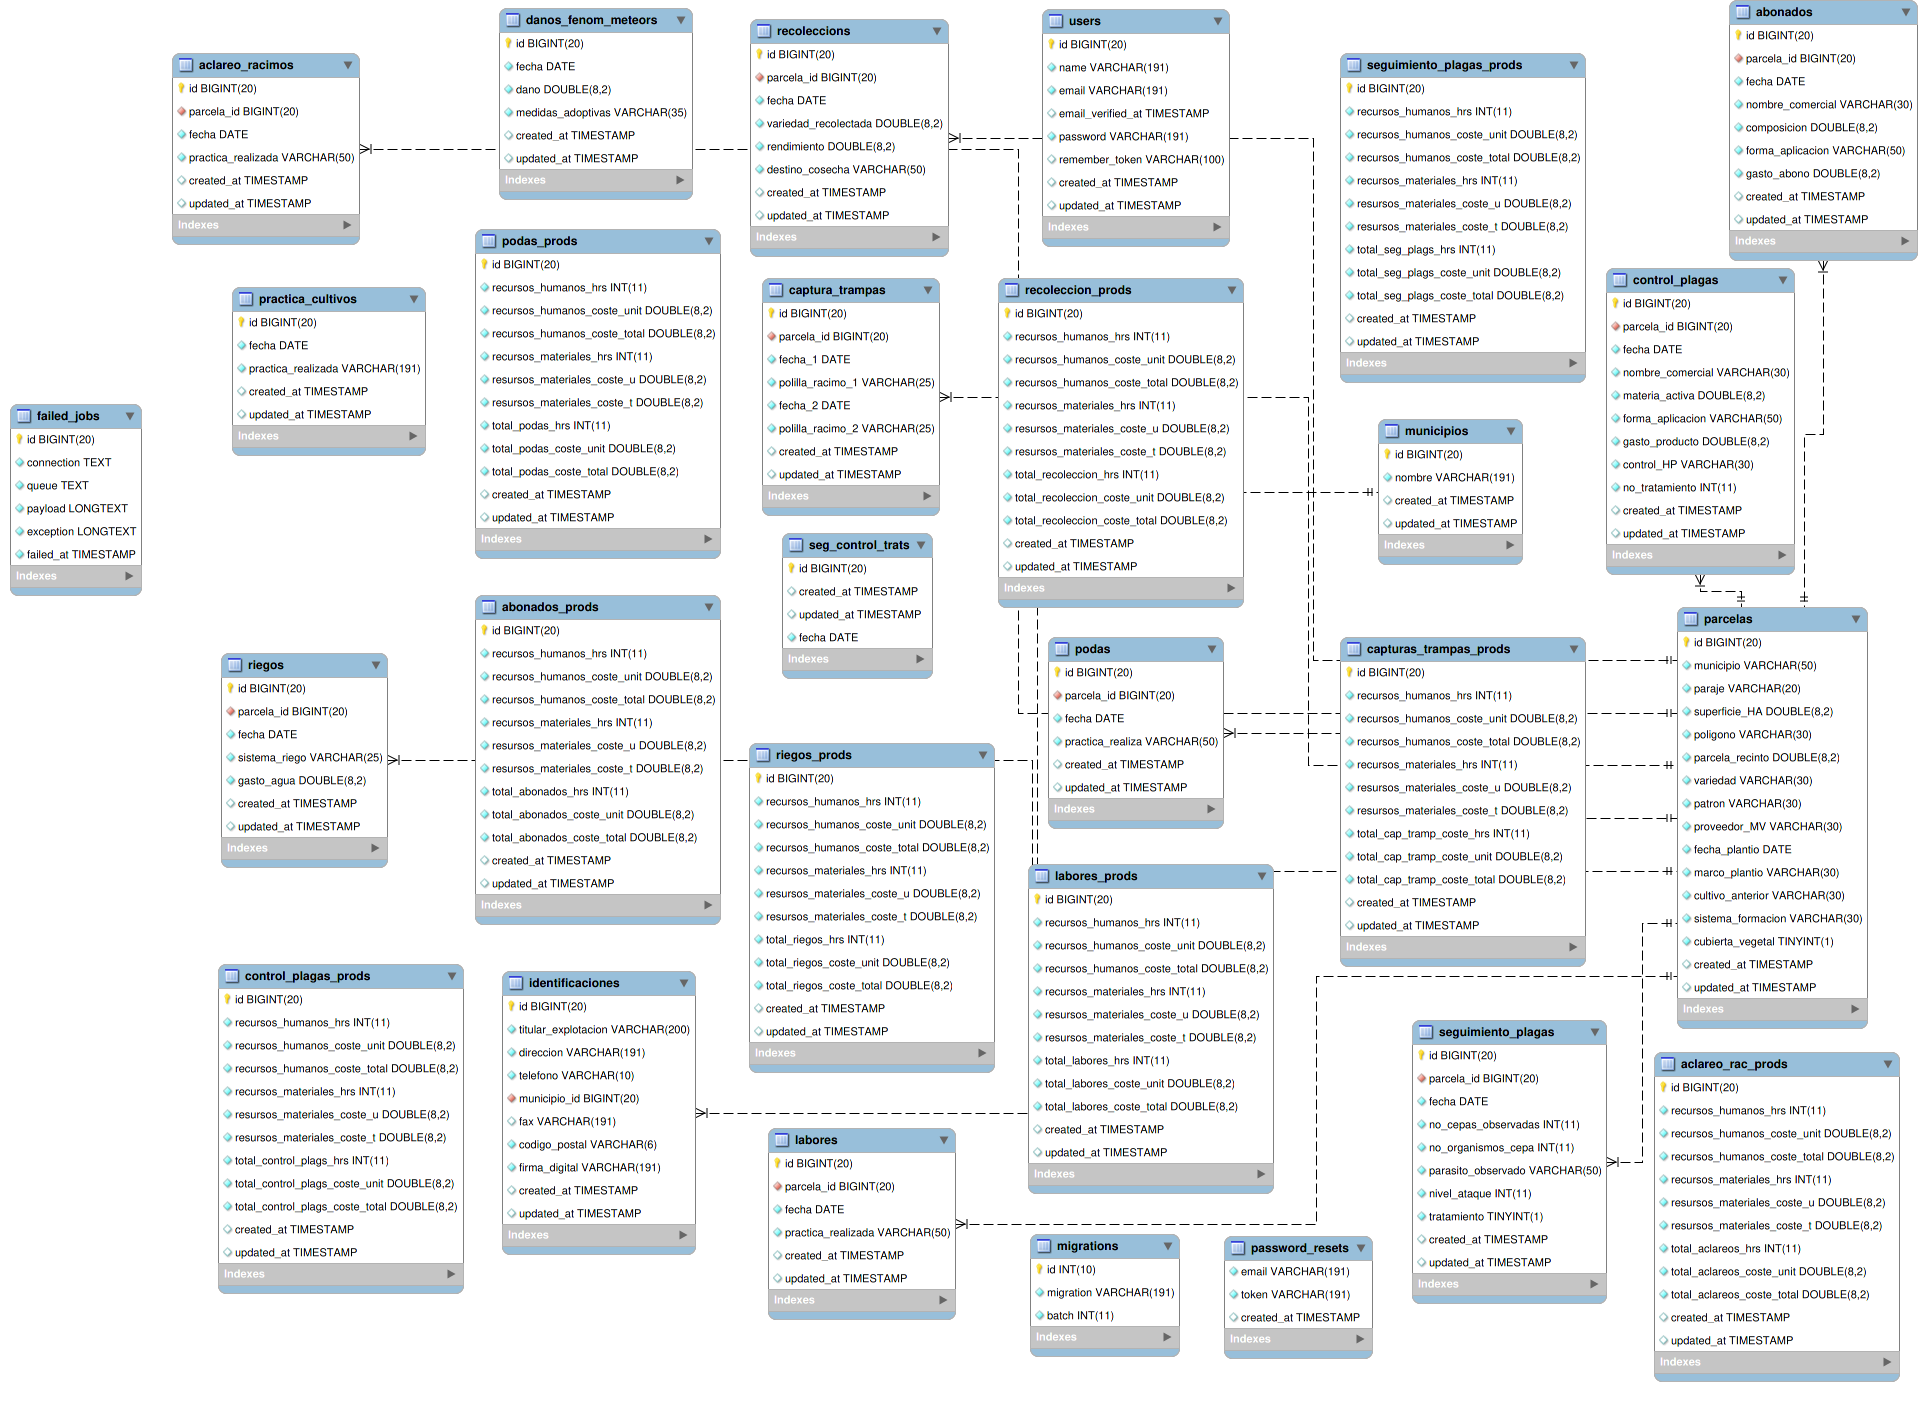 aclareo_racimos
id BIGINT(20)
parcela_id BIGINT(20)
fecha DATE
practica_realizada VARCHAR(50)
created_at TIMESTAMP
updated_at TIMESTAMP
Indexes
danos_fenom_meteors
id BIGINT(20)
fecha DATE
dano DOUBLE(8,2)
medidas_adoptivas VARCHAR(35)
created_at TIMESTAMP
updated_at TIMESTAMP
Indexes
recoleccions
id BIGINT(20)
parcela_id BIGINT(20)
fecha DATE
variedad_recolectada DOUBLE(8,2)
rendimiento DOUBLE(8,2)
destino_cosecha VARCHAR(50)
created_at TIMESTAMP
updated_at TIMESTAMP
Indexes
users
id BIGINT(20)
name VARCHAR(191)
email VARCHAR(191)
email_verified_at TIMESTAMP
password VARCHAR(191)
remember_token VARCHAR(100)
created_at TIMESTAMP
updated_at TIMESTAMP
Indexes
seguimiento_plagas_prods
id BIGINT(20)
recursos_humanos_hrs INT(11)
recursos_humanos_coste_unit DOUBLE(8,2)
recursos_humanos_coste_total DOUBLE(8,2)
recursos_materiales_hrs INT(11)
resursos_materiales_coste_u DOUBLE(8,2)
resursos_materiales_coste_t DOUBLE(8,2)
total_seg_plags_hrs INT(11)
total_seg_plags_coste_unit DOUBLE(8,2)
total_seg_plags_coste_total DOUBLE(8,2)
created_at TIMESTAMP
updated_at TIMESTAMP
Indexes
abonados
id BIGINT(20)
parcela_id BIGINT(20)
fecha DATE
nombre_comercial VARCHAR(30)
composicion DOUBLE(8,2)
forma_aplicacion VARCHAR(50)
gasto_abono DOUBLE(8,2)
created_at TIMESTAMP
updated_at TIMESTAMP
Indexes
practica_cultivos
id BIGINT(20)
fecha DATE
practica_realizada VARCHAR(191)
created_at TIMESTAMP
updated_at TIMESTAMP
Indexes
podas_prods
id BIGINT(20)
recursos_humanos_hrs INT(11)
recursos_humanos_coste_unit DOUBLE(8,2)
recursos_humanos_coste_total DOUBLE(8,2)
recursos_materiales_hrs INT(11)
resursos_materiales_coste_u DOUBLE(8,2)
resursos_materiales_coste_t DOUBLE(8,2)
total_podas_hrs INT(11)
total_podas_coste_unit DOUBLE(8,2)
total_podas_coste_total DOUBLE(8,2)
created_at TIMESTAMP
updated_at TIMESTAMP
Indexes
captura_trampas
id BIGINT(20)
parcela_id BIGINT(20)
fecha_1 DATE
polilla_racimo_1 VARCHAR(25)
fecha_2 DATE
polilla_racimo_2 VARCHAR(25)
created_at TIMESTAMP
updated_at TIMESTAMP
Indexes
recoleccion_prods
id BIGINT(20)
recursos_humanos_hrs INT(11)
recursos_humanos_coste_unit DOUBLE(8,2)
recursos_humanos_coste_total DOUBLE(8,2)
recursos_materiales_hrs INT(11)
resursos_materiales_coste_u DOUBLE(8,2)
resursos_materiales_coste_t DOUBLE(8,2)
total_recoleccion_hrs INT(11)
total_recoleccion_coste_unit DOUBLE(8,2)
total_recoleccion_coste_total DOUBLE(8,2)
created_at TIMESTAMP
updated_at TIMESTAMP
Indexes
municipios
id BIGINT(20)
nombre VARCHAR(191)
created_at TIMESTAMP
updated_at TIMESTAMP
Indexes
control_plagas
id BIGINT(20)
parcela_id BIGINT(20)
fecha DATE
nombre_comercial VARCHAR(30)
materia_activa DOUBLE(8,2)
forma_aplicacion VARCHAR(50)
gasto_producto DOUBLE(8,2)
control_HP VARCHAR(30)
no_tratamiento INT(11)
created_at TIMESTAMP
updated_at TIMESTAMP
Indexes
failed_jobs
id BIGINT(20)
connection TEXT
queue TEXT
payload LONGTEXT
exception LONGTEXT
failed_at TIMESTAMP
Indexes
seg_control_trats
id BIGINT(20)
created_at TIMESTAMP
updated_at TIMESTAMP
fecha DATE
Indexes
riegos
id BIGINT(20)
parcela_id BIGINT(20)
fecha DATE
sistema_riego VARCHAR(25)
gasto_agua DOUBLE(8,2)
created_at TIMESTAMP
updated_at TIMESTAMP
Indexes
abonados_prods
id BIGINT(20)
recursos_humanos_hrs INT(11)
recursos_humanos_coste_unit DOUBLE(8,2)
recursos_humanos_coste_total DOUBLE(8,2)
recursos_materiales_hrs INT(11)
resursos_materiales_coste_u DOUBLE(8,2)
resursos_materiales_coste_t DOUBLE(8,2)
total_abonados_hrs INT(11)
total_abonados_coste_unit DOUBLE(8,2)
total_abonados_coste_total DOUBLE(8,2)
created_at TIMESTAMP
updated_at TIMESTAMP
Indexes
riegos_prods
id BIGINT(20)
recursos_humanos_hrs INT(11)
recursos_humanos_coste_unit DOUBLE(8,2)
recursos_humanos_coste_total DOUBLE(8,2)
recursos_materiales_hrs INT(11)
resursos_materiales_coste_u DOUBLE(8,2)
resursos_materiales_coste_t DOUBLE(8,2)
total_riegos_hrs INT(11)
total_riegos_coste_unit DOUBLE(8,2)
total_riegos_coste_total DOUBLE(8,2)
created_at TIMESTAMP
updated_at TIMESTAMP
Indexes
podas
id BIGINT(20)
parcela_id BIGINT(20)
fecha DATE
practica_realiza VARCHAR(50)
created_at TIMESTAMP
updated_at TIMESTAMP
Indexes
capturas_trampas_prods
id BIGINT(20)
recursos_humanos_hrs INT(11)
recursos_humanos_coste_unit DOUBLE(8,2)
recursos_humanos_coste_total DOUBLE(8,2)
recursos_materiales_hrs INT(11)
resursos_materiales_coste_u DOUBLE(8,2)
resursos_materiales_coste_t DOUBLE(8,2)
total_cap_tramp_coste_hrs INT(11)
total_cap_tramp_coste_unit DOUBLE(8,2)
total_cap_tramp_coste_total DOUBLE(8,2)
created_at TIMESTAMP
updated_at TIMESTAMP
Indexes
parcelas
id BIGINT(20)
municipio VARCHAR(50)
paraje VARCHAR(20)
superficie_HA DOUBLE(8,2)
poligono VARCHAR(30)
parcela_recinto DOUBLE(8,2)
variedad VARCHAR(30)
patron VARCHAR(30)
proveedor_MV VARCHAR(30)
fecha_plantio DATE
marco_plantio VARCHAR(30)
cultivo_anterior VARCHAR(30)
sistema_formacion VARCHAR(30)
cubierta_vegetal TINYINT(1)
created_at TIMESTAMP
updated_at TIMESTAMP
Indexes
control_plagas_prods
id BIGINT(20)
recursos_humanos_hrs INT(11)
recursos_humanos_coste_unit DOUBLE(8,2)
recursos_humanos_coste_total DOUBLE(8,2)
recursos_materiales_hrs INT(11)
resursos_materiales_coste_u DOUBLE(8,2)
resursos_materiales_coste_t DOUBLE(8,2)
total_control_plags_hrs INT(11)
total_control_plags_coste_unit DOUBLE(8,2)
total_control_plags_coste_total DOUBLE(8,2)
created_at TIMESTAMP
updated_at TIMESTAMP
Indexes
identificaciones
id BIGINT(20)
titular_explotacion VARCHAR(200)
direccion VARCHAR(191)
telefono VARCHAR(10)
municipio_id BIGINT(20)
fax VARCHAR(191)
codigo_postal VARCHAR(6)
firma_digital VARCHAR(191)
created_at TIMESTAMP
updated_at TIMESTAMP
Indexes
labores_prods
id BIGINT(20)
recursos_humanos_hrs INT(11)
recursos_humanos_coste_unit DOUBLE(8,2)
recursos_humanos_coste_total DOUBLE(8,2)
recursos_materiales_hrs INT(11)
resursos_materiales_coste_u DOUBLE(8,2)
resursos_materiales_coste_t DOUBLE(8,2)
total_labores_hrs INT(11)
total_labores_coste_unit DOUBLE(8,2)
total_labores_coste_total DOUBLE(8,2)
created_at TIMESTAMP
updated_at TIMESTAMP
Indexes
labores
id BIGINT(20)
parcela_id BIGINT(20)
fecha DATE
practica_realizada VARCHAR(50)
created_at TIMESTAMP
updated_at TIMESTAMP
Indexes
migrations
id INT(10)
migration VARCHAR(191)
batch INT(11)
Indexes
password_resets
email VARCHAR(191)
token VARCHAR(191)
created_at TIMESTAMP
Indexes
seguimiento_plagas
id BIGINT(20)
parcela_id BIGINT(20)
fecha DATE
no_cepas_observadas INT(11)
no_organismos_cepa INT(11)
parasito_observado VARCHAR(50)
nivel_ataque INT(11)
tratamiento TINYINT(1)
created_at TIMESTAMP
updated_at TIMESTAMP
Indexes
aclareo_rac_prods
id BIGINT(20)
recursos_humanos_hrs INT(11)
recursos_humanos_coste_unit DOUBLE(8,2)
recursos_humanos_coste_total DOUBLE(8,2)
recursos_materiales_hrs INT(11)
resursos_materiales_coste_u DOUBLE(8,2)
resursos_materiales_coste_t DOUBLE(8,2)
total_aclareos_hrs INT(11)
total_aclareos_coste_unit DOUBLE(8,2)
total_aclareos_coste_total DOUBLE(8,2)
created_at TIMESTAMP
updated_at TIMESTAMP
Indexes